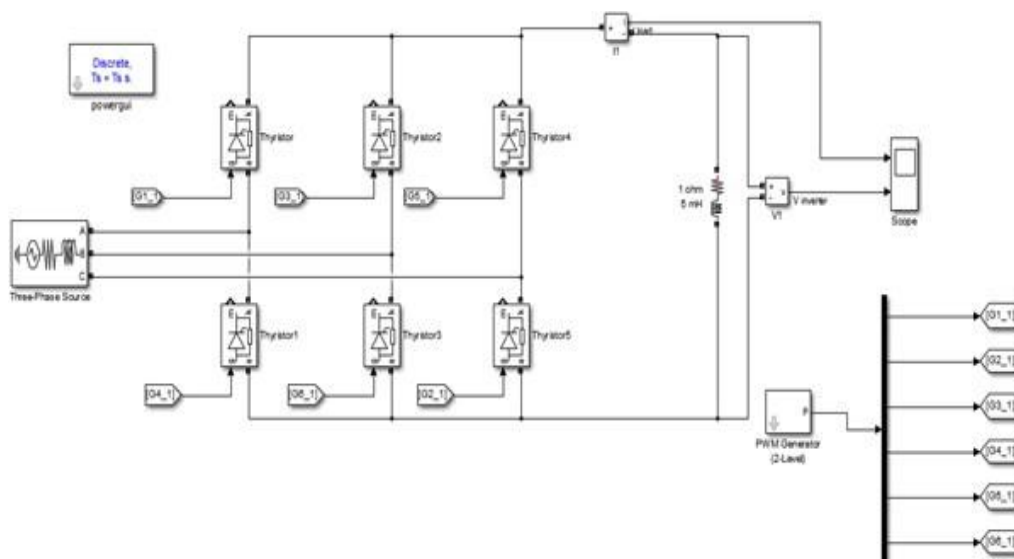 Discrete,
Ts = Ts s.
powergui
Thyristor
Thyristor2
Thyristor4
[G1_1]
[G3_1]
[G5_1]
I1
1 ohm
5 mH
V1
V inverter
Scope
A
B
C
Three-Phase Source
Thyristor1
Thyristor3
Thyristor5
[G4_1]
[G6_1]
[G2_1]
P
PWM Generator
(2-Level)
[G1_1]
[G2_1]
[G3_1]
[G4_1]
[G5_1]
[G6_1]